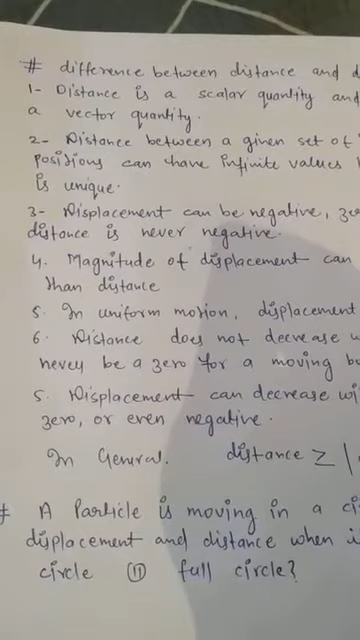 # difference between distance and d
1- Distance is a scalar quantity and
a vector quantity.
2- Distance between a given set of
positions can have infinite values
is unique.
3- Displacement can be negative,
distance is never negative.
4. Magnitude of displacement can
than distance
5. In uniform motion, displacement
6. Distance does not decrease
never be a zero for a moving
5. Displacement can decrease
zero, or even negative.
In General. distance ≥ |
# A Particle is moving in a
displacement and distance when
circle (II) full circle?